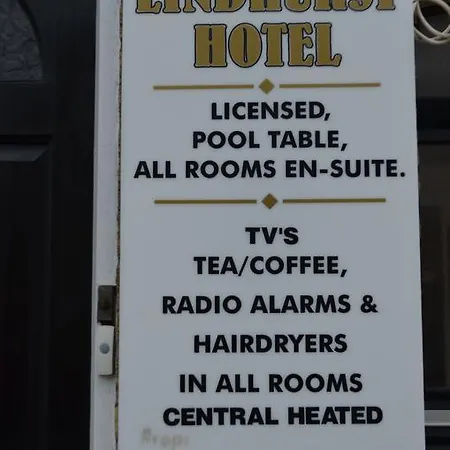 LINDHURST
HOTEL
LICENSED,
POOL TABLE,
ALL ROOMS EN-SUITE.
TV'S
TEA/COFFEE,
RADIO ALARMS &
HAIRDRYERS
IN ALL ROOMS
CENTRAL HEATED